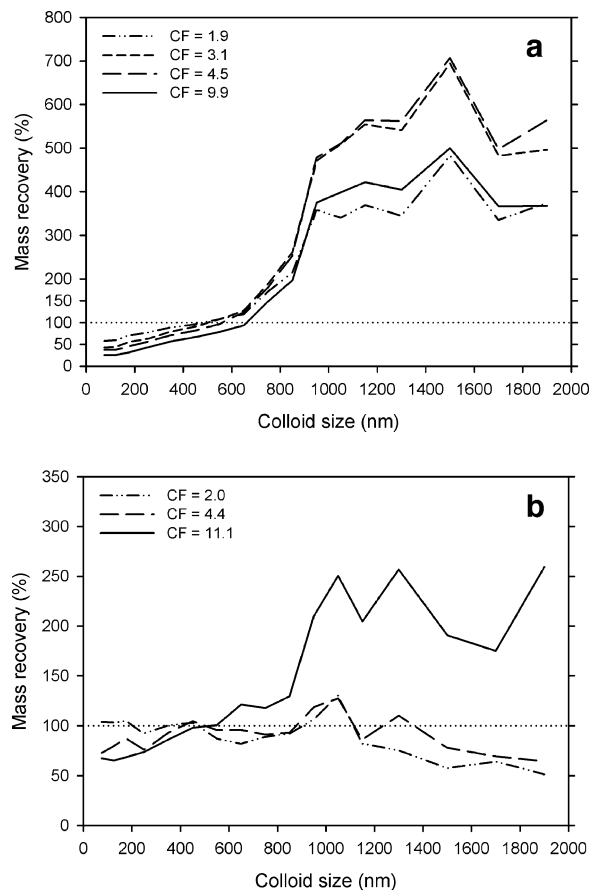 a
CF = 1.9
CF = 3.1
CF = 4.5
CF = 9.9
800
700
600
500
400
300
200
150
100
50
0
Mass recovery (%)
0 200 400 600 800 1000 1200 1400 1600 1800 2000
Colloid size (nm)
b
CF = 2.0
CF = 4.4
CF = 11.1
350
300
250
200
150
100
50
0
Mass recovery (%)
0 200 400 600 800 1000 1200 1400 1600 1800 2000
Colloid size (nm)